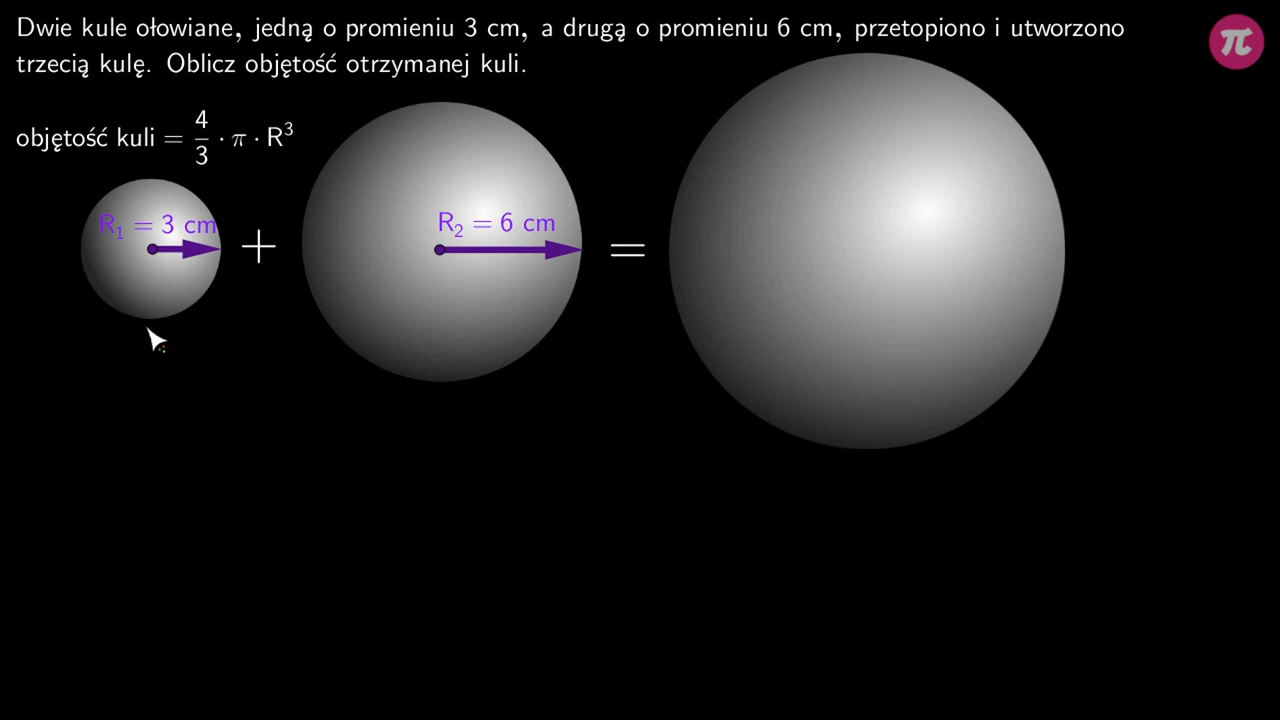 Dwie kule ołowiane, jedną o promieniu 3 cm, a drugą o promieniu 6 cm, przetopiono i utworzono
trzecią kulę. Oblicz objętość otrzymanej kuli.
π
objętość kuli = 4/3 · π · R³
R₁ = 3 cm
+
R₂ = 6 cm
=